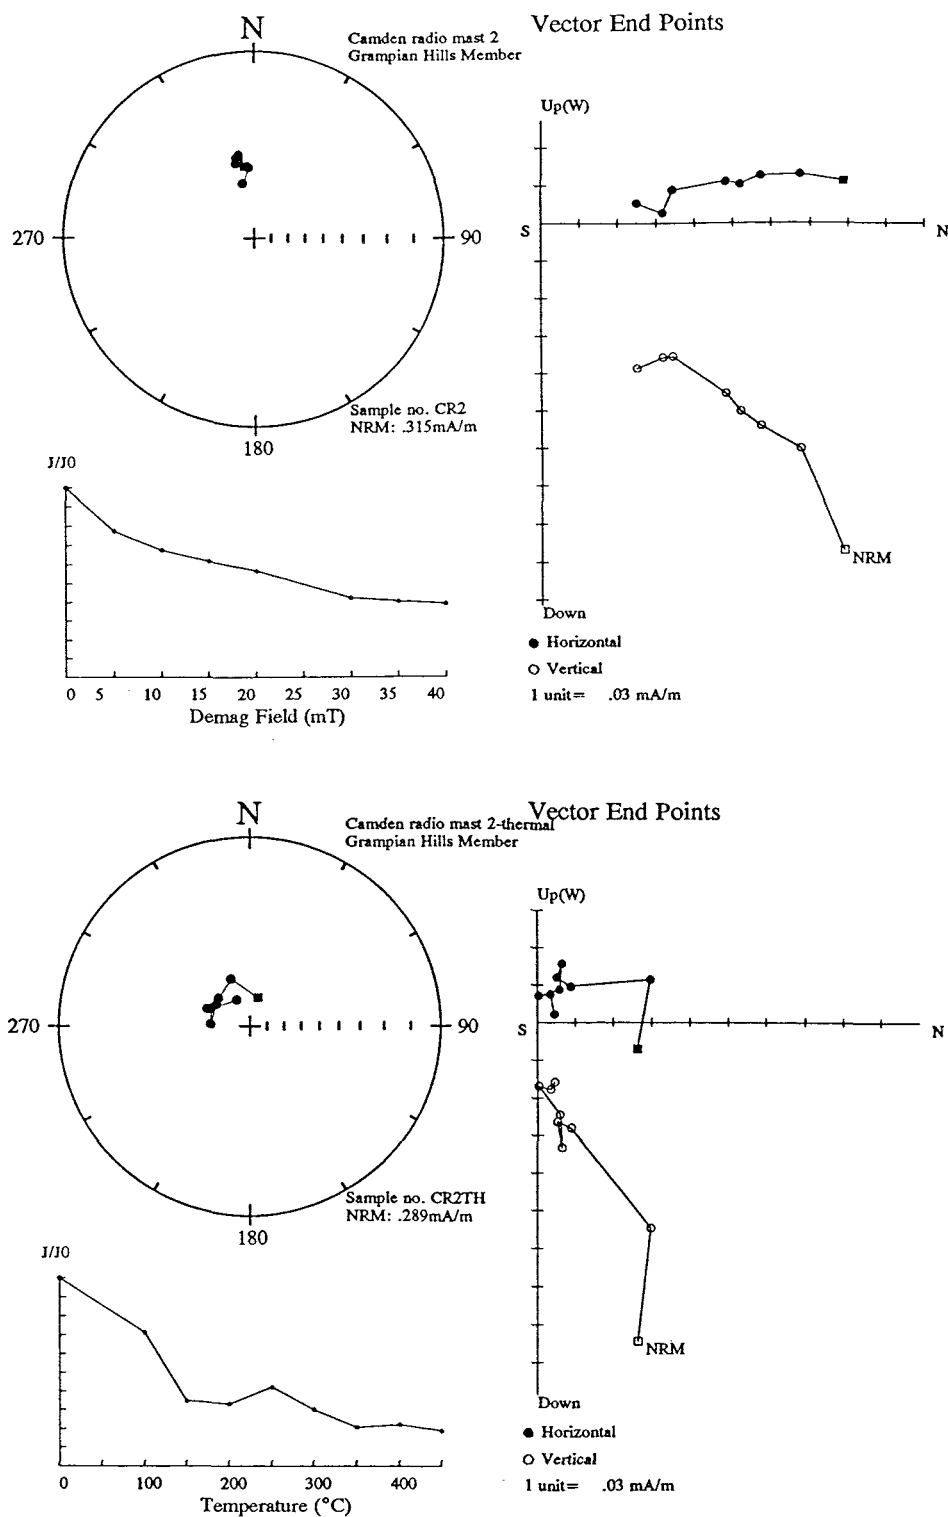 N
Camden radio mast 2
Grampian Hills Member
Vector End Points
Up(W)
270
90
S
N
Sample no. CR2
NRM: .315mA/m
180
J/J0
NRM
Down
● Horizontal
○ Vertical
1 unit= .03 mA/m
0 5 10 15 20 25 30 35 40
Demag Field (mT)
N
Camden radio mast 2-thermal
Grampian Hills Member
Vector End Points
Up(W)
270
90
S
N
Sample no. CR2TH
NRM: .289mA/m
180
J/J0
NRM
Down
● Horizontal
○ Vertical
1 unit= .03 mA/m
0 100 200 300 400
Temperature (°C)